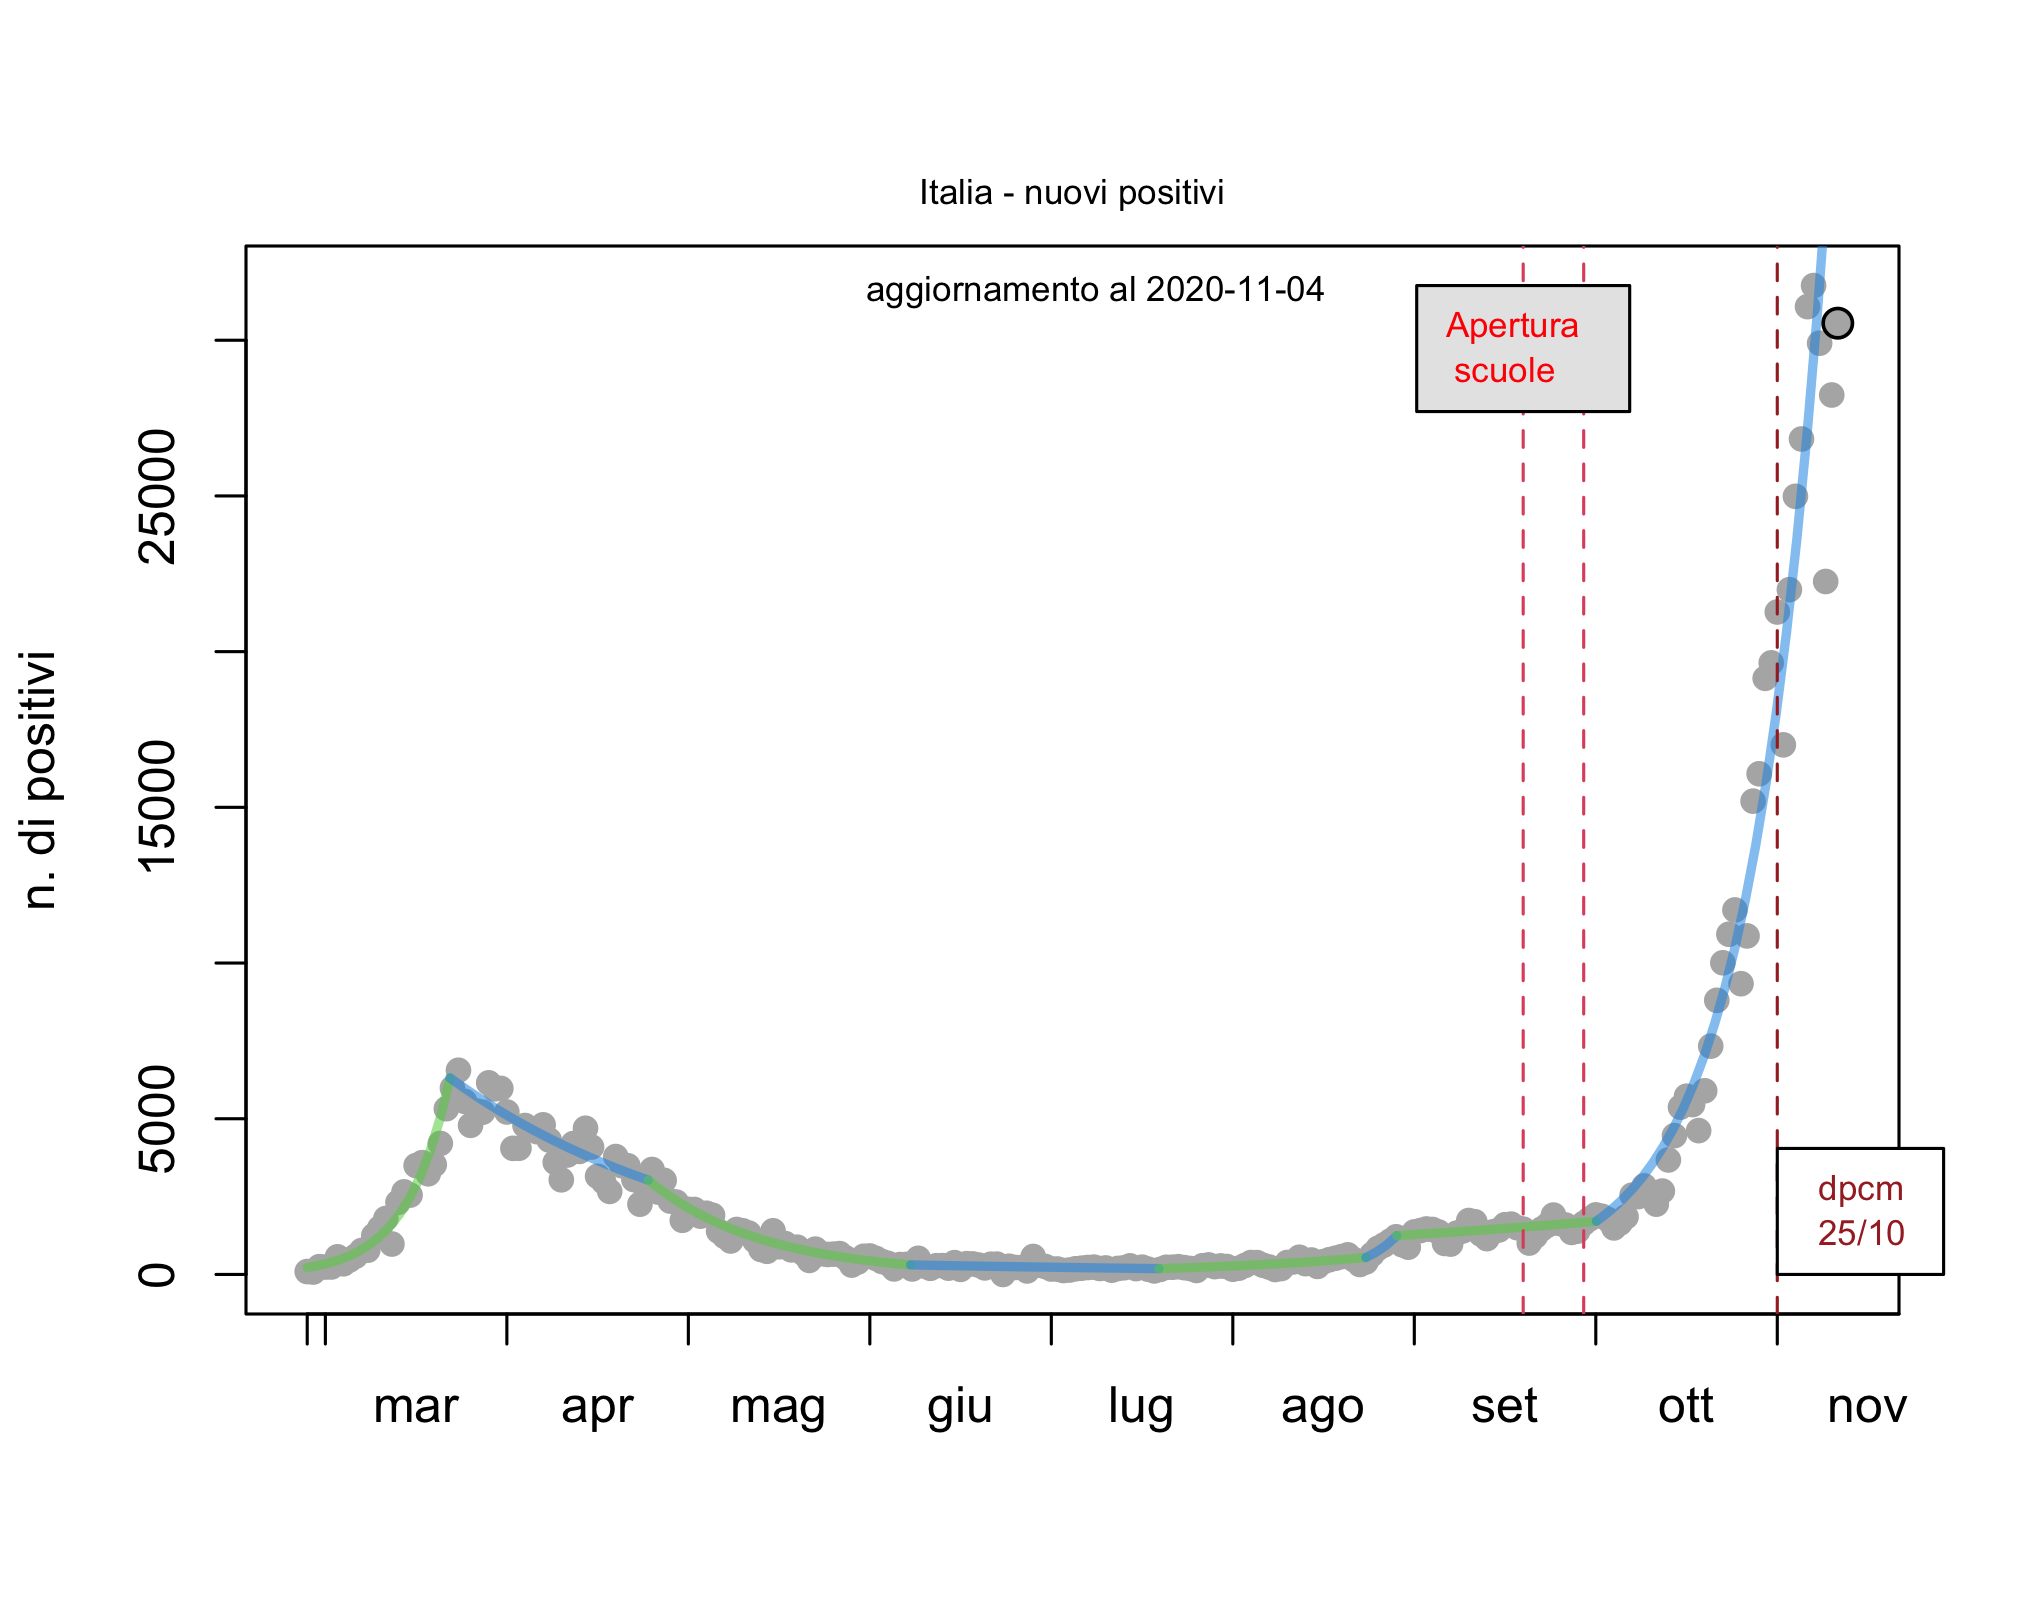 Italia - nuovi positivi
aggiornamento al 2020-11-04
Apertura
scuole
n. di positivi
25000
15000
5000
0
dpcm
25/10
mar apr mag giu lug ago set ott nov